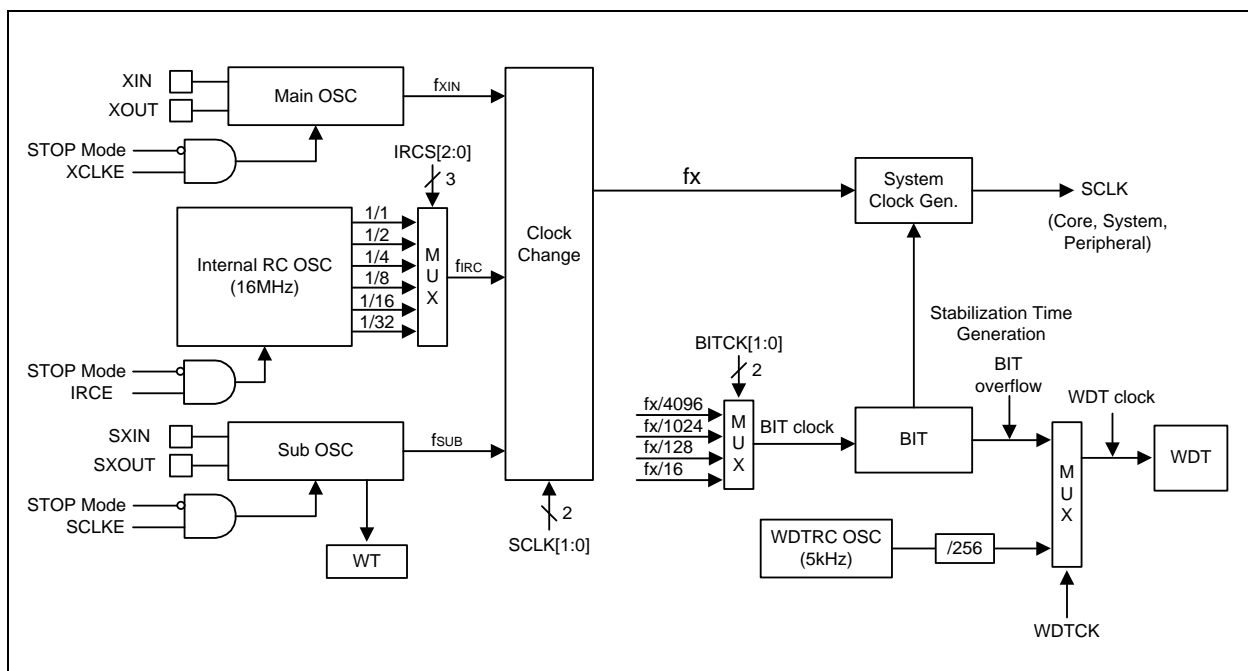 XIN
XOUT
Main OSC
fXIN
STOP Mode
XCLKE
IRCS[2:0]
3
Internal RC OSC
(16MHz)
1/1
1/2
1/4
1/8
1/16
1/32
MUX
fIRC
STOP Mode
IRCE
SXIN
SXOUT
Sub OSC
fSUB
STOP Mode
SCLKE
WT
Clock
Change
2
SCLK[1:0]
fx
System
Clock Gen.
SCLK
(Core, System,
Peripheral)
Stabilization Time
Generation
BITCK[1:0]
2
fx/4096
fx/1024
fx/128
fx/16
MUX
BIT clock
BIT
BIT
overflow
WDT clock
MUX
WDT
WDTRC OSC
(5kHz)
/256
WDTCK